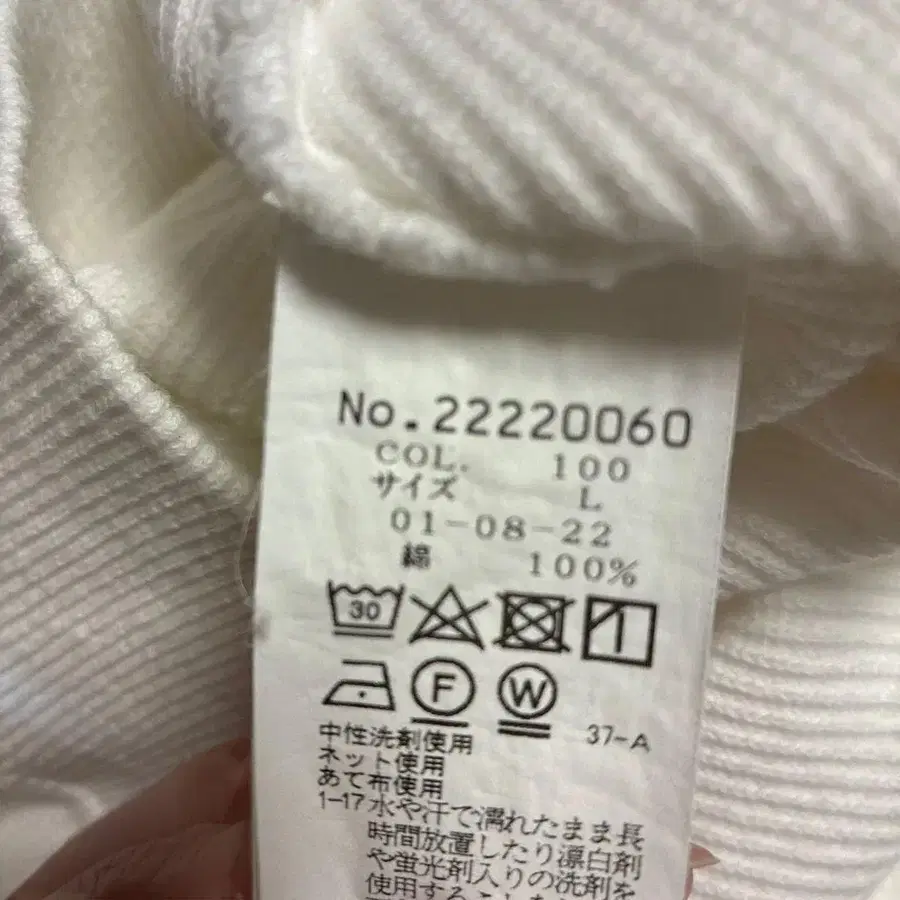 No.22220060
COL. 100
サイズ L
01-08-22
綿 100%
30
F W
37-A
中性洗剤使用
ネット使用
あて布使用
1-17 水や汗で濡れたまま長
時間放置したり漂白剤
や蛍光剤入りの洗剤を
使用する